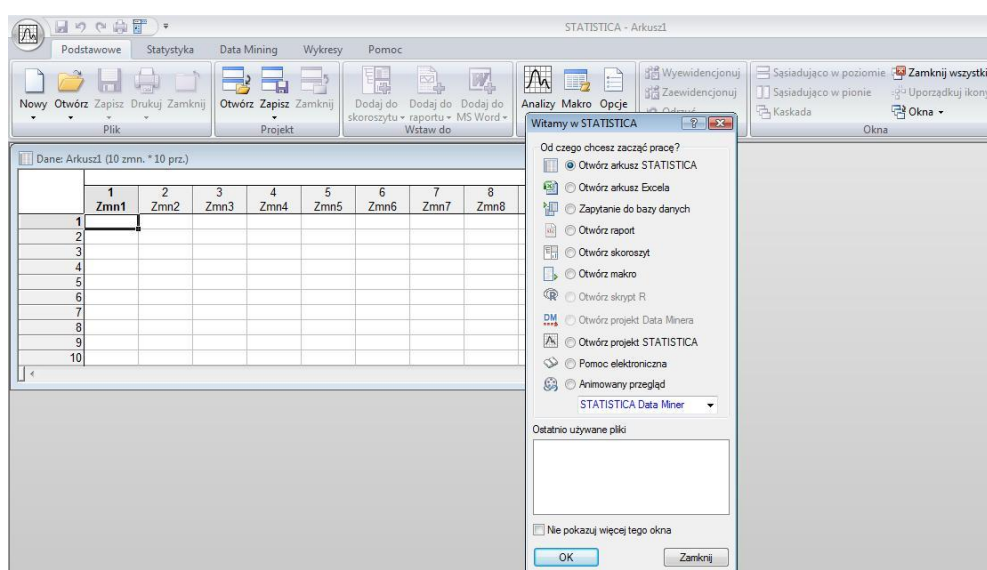 STATISTICA - Arkusz1
Podstawowe Statystyka Data Mining Wykresy Pomoc
Nowy Otwórz Zapisz Drukuj Zamknij
Plik
Otwórz Zapisz Zamknij
Projekt
Dodaj do skoroszytu Dodaj do raportu Dodaj do MS Word
Wstaw do
Analizy Makro Opcje
Wyewidencjonuj
Zaewidencjonuj
Odrzuć
Sąsiadująco w poziomie
Sąsiadująco w pionie
Kaskada
Zamknij wszystki
Uporządkuj ikony
Okna
Okna
Dane: Arkusz1 (10 zmn. * 10 prz.)
1 2 3 4 5 6 7 8
Zmn1 Zmn2 Zmn3 Zmn4 Zmn5 Zmn6 Zmn7 Zmn8
1
2
3
4
5
6
7
8
9
10
Witamy w STATISTICA
Od czego chcesz zacząć pracę?
Otwórz arkusz STATISTICA
Otwórz arkusz Excela
Zapytanie do bazy danych
Otwórz raport
Otwórz skoroszyt
Otwórz makro
Otwórz skrypt R
DM Otwórz projekt Data Minera
Otwórz projekt STATISTICA
Pomoc elektroniczna
Animowany przegląd
STATISTICA Data Miner
Ostatnio używane pliki
Nie pokazuj więcej tego okna
OK Zamknij